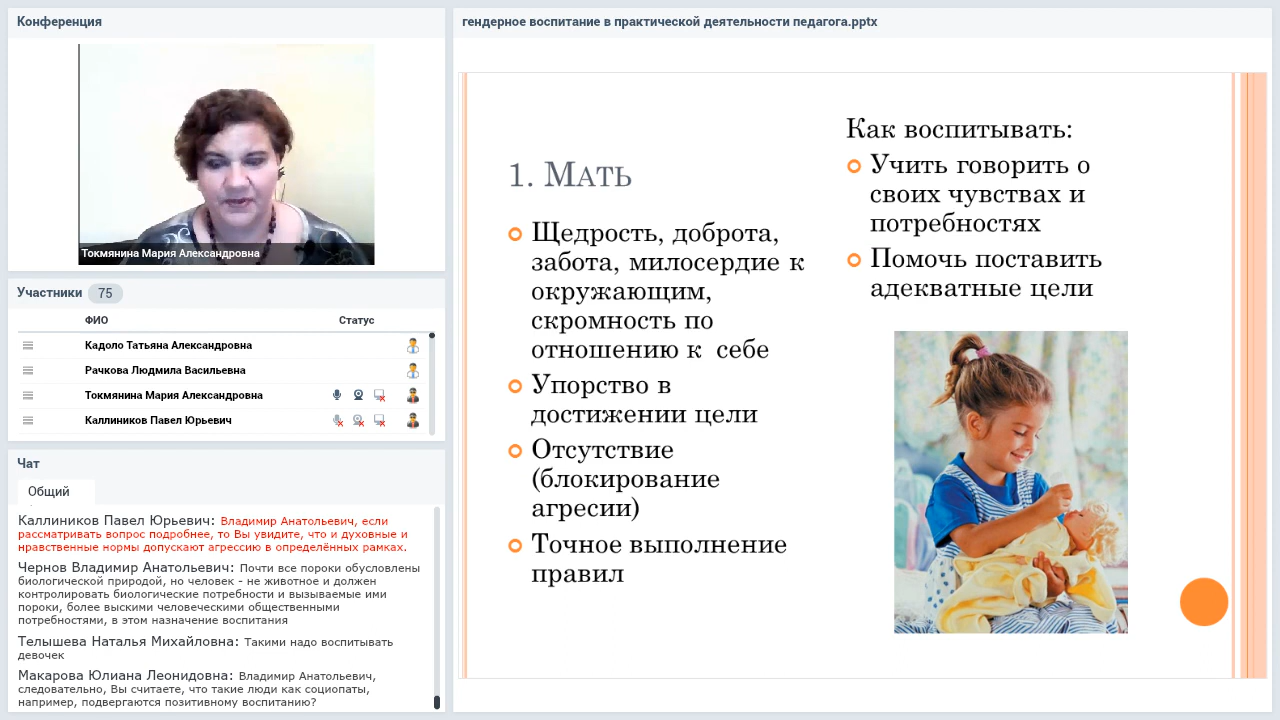 Конференция
Токмянина Мария Александровна
Участники 75
ФИО Статус
Кадоло Татьяна Александровна
Рачкова Людмила Васильевна
Токмянина Мария Александровна
Каллиников Павел Юрьевич
Чат
Общий
Каллиников Павел Юрьевич: Владимир Анатольевич, если
рассматривать вопрос подробнее, то Вы увидите, что и духовные и
нравственные нормы допускают агрессию в определённых рамках.
Чернов Владимир Анатольевич: Почти все пороки обусловлены
биологической природой, но человек - не животное и должен
контролировать биологические потребности и вызываемые ими
пороки, более выскими человеческими общественными
потребностями, в этом назначение воспитания
Телышева Наталья Михайловна: Такими надо воспитывать
девочек
Макарова Юлиана Леонидовна: Владимир Анатольевич,
следовательно, Вы считаете, что такие люди как социопаты,
например, подвергаются позитивному воспитанию?
гендерное воспитание в практической деятельности педагога.pptx
1. Мать
Щедрость, доброта,
забота, милосердие к
окружающим,
скромность по
отношению к себе
Упорство в
достижении цели
Отсутствие
(блокирование
агресии)
Точное выполнение
правил
Как воспитывать:
Учить говорить о
своих чувствах и
потребностях
Помочь поставить
адекватные цели